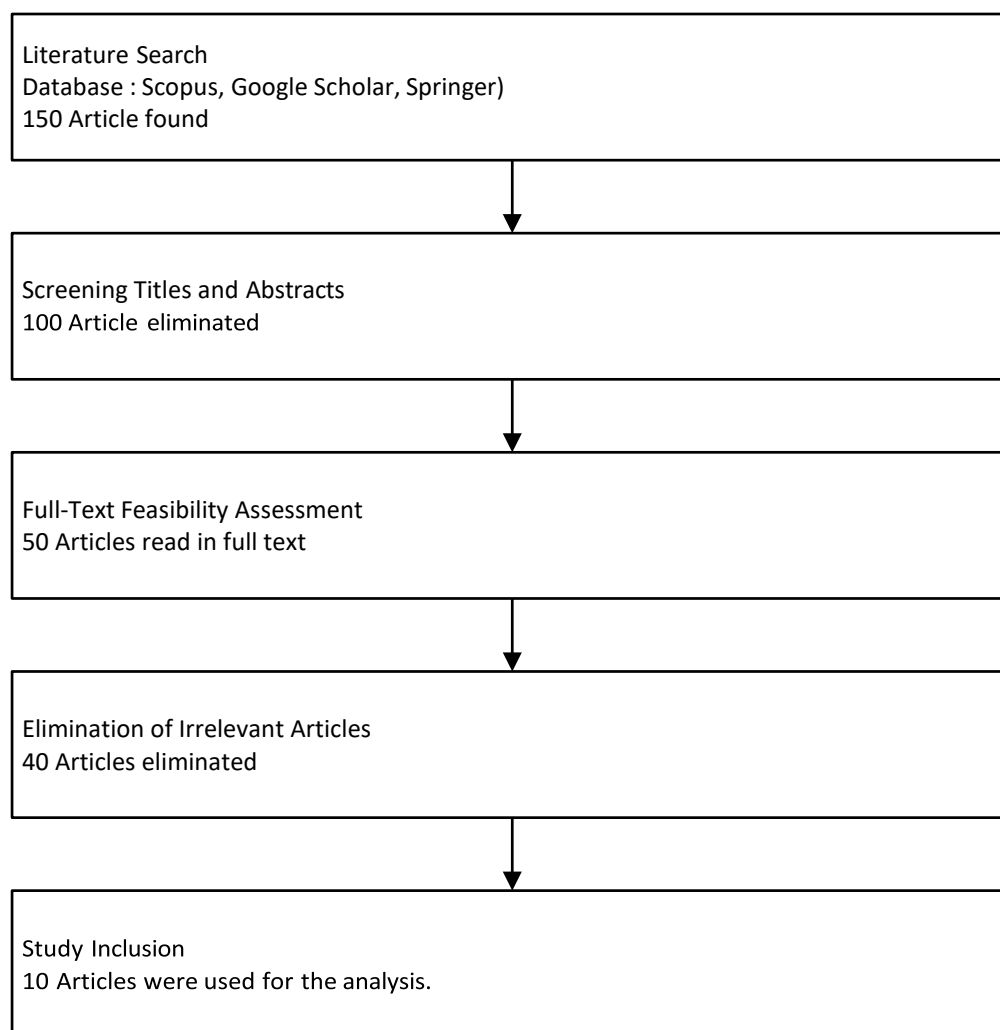 Literature Search
Database : Scopus, Google Scholar, Springer)
150 Article found
Screening Titles and Abstracts
100 Article eliminated
Full-Text Feasibility Assessment
50 Articles read in full text
Elimination of Irrelevant Articles
40 Articles eliminated
Study Inclusion
10 Articles were used for the analysis.